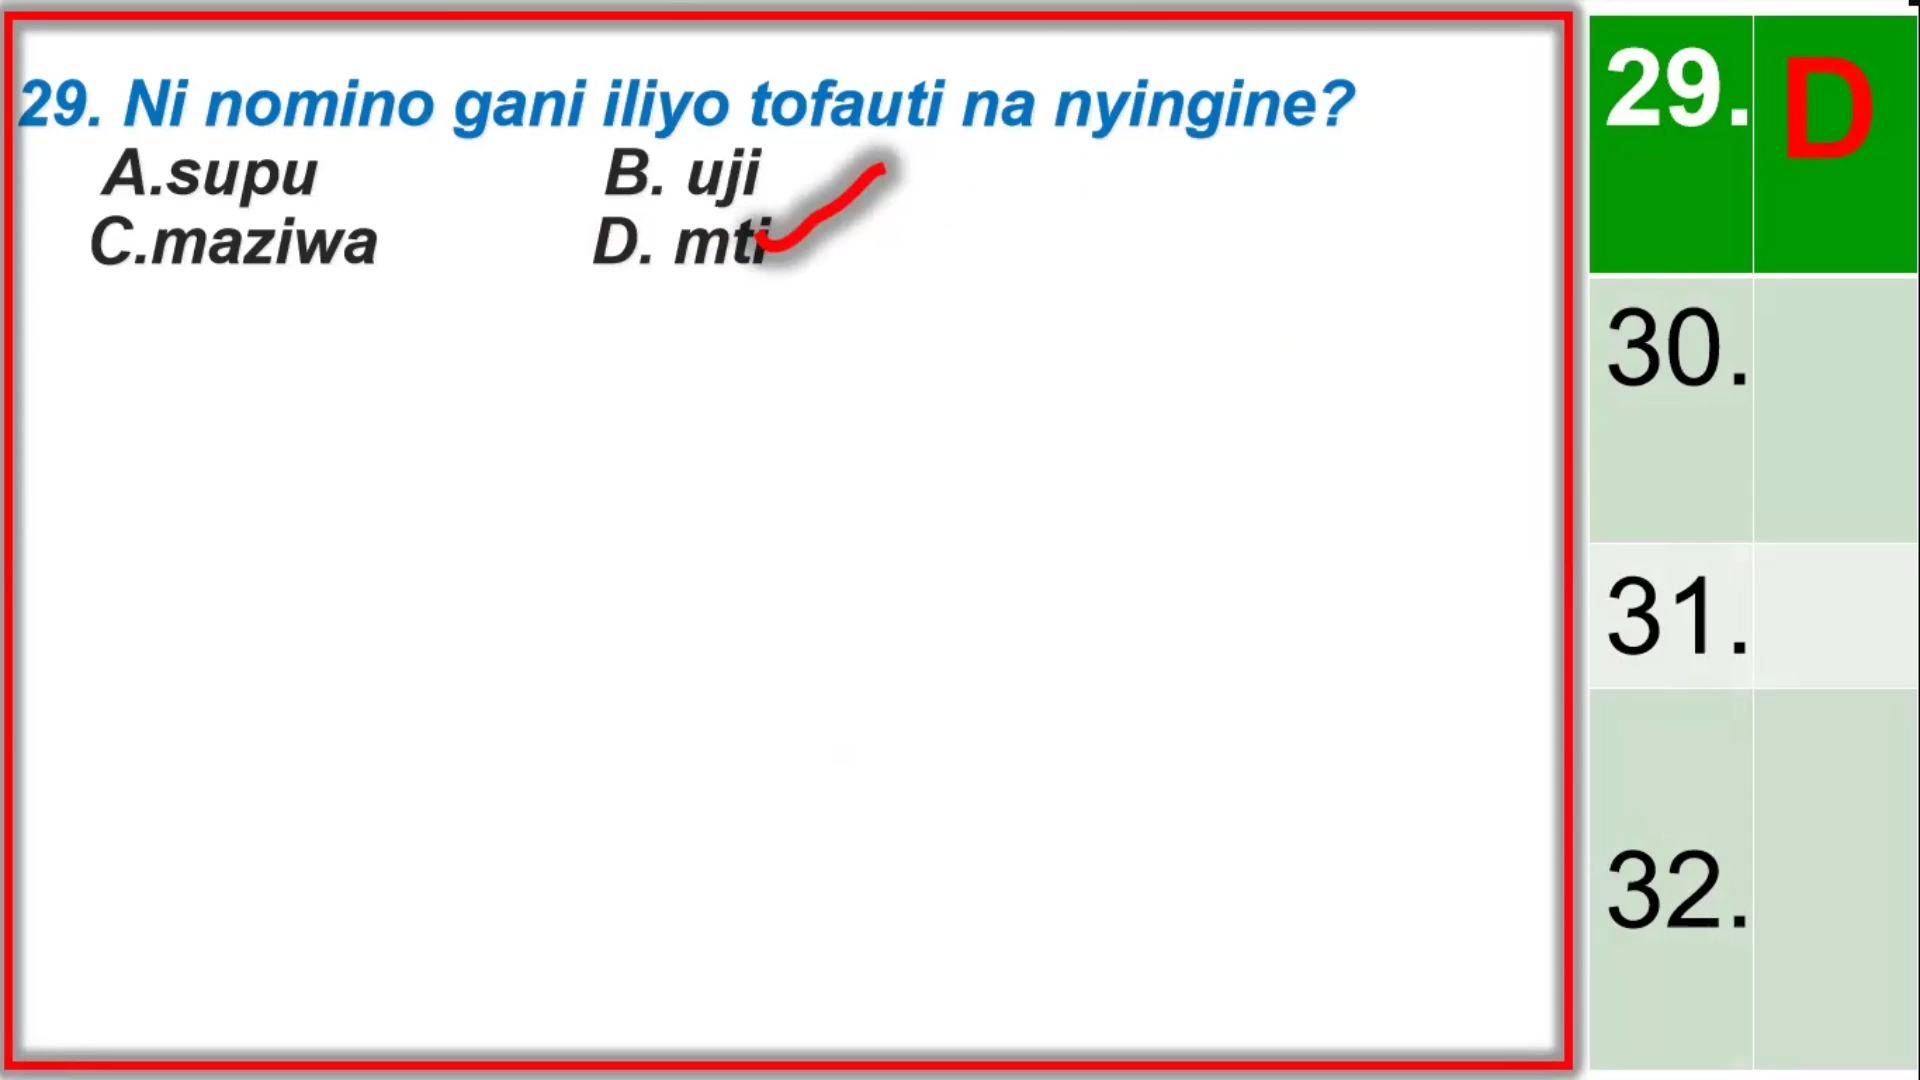 29. Ni nomino gani iliyo tofauti na nyingine?
A.supu B. uji
C.maziwa D. mti
29. D
30.
31.
32.